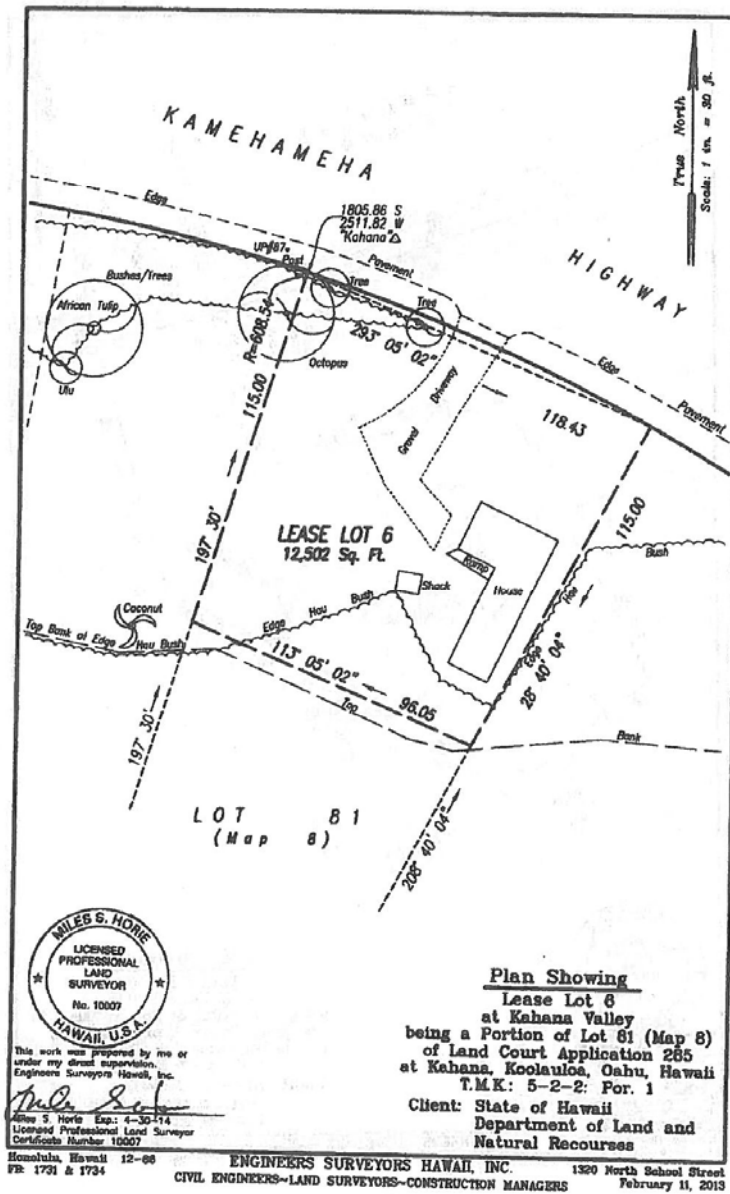 KAMEHAMEHA
HIGHWAY
True North
Scale: 1 in. = 30 ft.
Edge
Pavement
1805.86 S
2511.82 W
"Kahana"
UP#87
Post
Tree
Tree
Bushes/Trees
African Tulip
Ulu
Octopus
R=608.54
293° 05' 02"
Edge
Pavement
Gravel Driveway
118.43
115.00
197° 30'
115.00
LEASE LOT 6
12,502 Sq. Ft.
Ramp
House
Shack
Bush
Edge Hau
28° 40' 04"
Coconut
Top Bank of Edge Hau Bush
Edge Hau Bush
113° 05' 02"
96.05
Top
Bank
197° 30'
208° 40' 04"
LOT 81
(Map 8)
MILES S. HORIE
LICENSED
PROFESSIONAL
LAND
SURVEYOR
No. 10007
HAWAII, U.S.A.
This work was prepared by me or
under my direct supervision.
Engineers Surveyors Hawaii, Inc.
Miles S. Horie Exp.: 4-30-14
Licensed Professional Land Surveyor
Certificate Number 10007
Plan Showing
Lease Lot 6
at Kahana Valley
being a Portion of Lot 81 (Map 8)
of Land Court Application 285
at Kahana, Koolauloa, Oahu, Hawaii
T.M.K.: 5-2-2: Por. 1
Client: State of Hawaii
Department of Land and
Natural Recourses
Honolulu, Hawaii 12-86
FB: 1731 & 1734
ENGINEERS SURVEYORS HAWAII, INC.
CIVIL ENGINEERS~LAND SURVEYORS~CONSTRUCTION MANAGERS
1320 North School Street
February 11, 2013